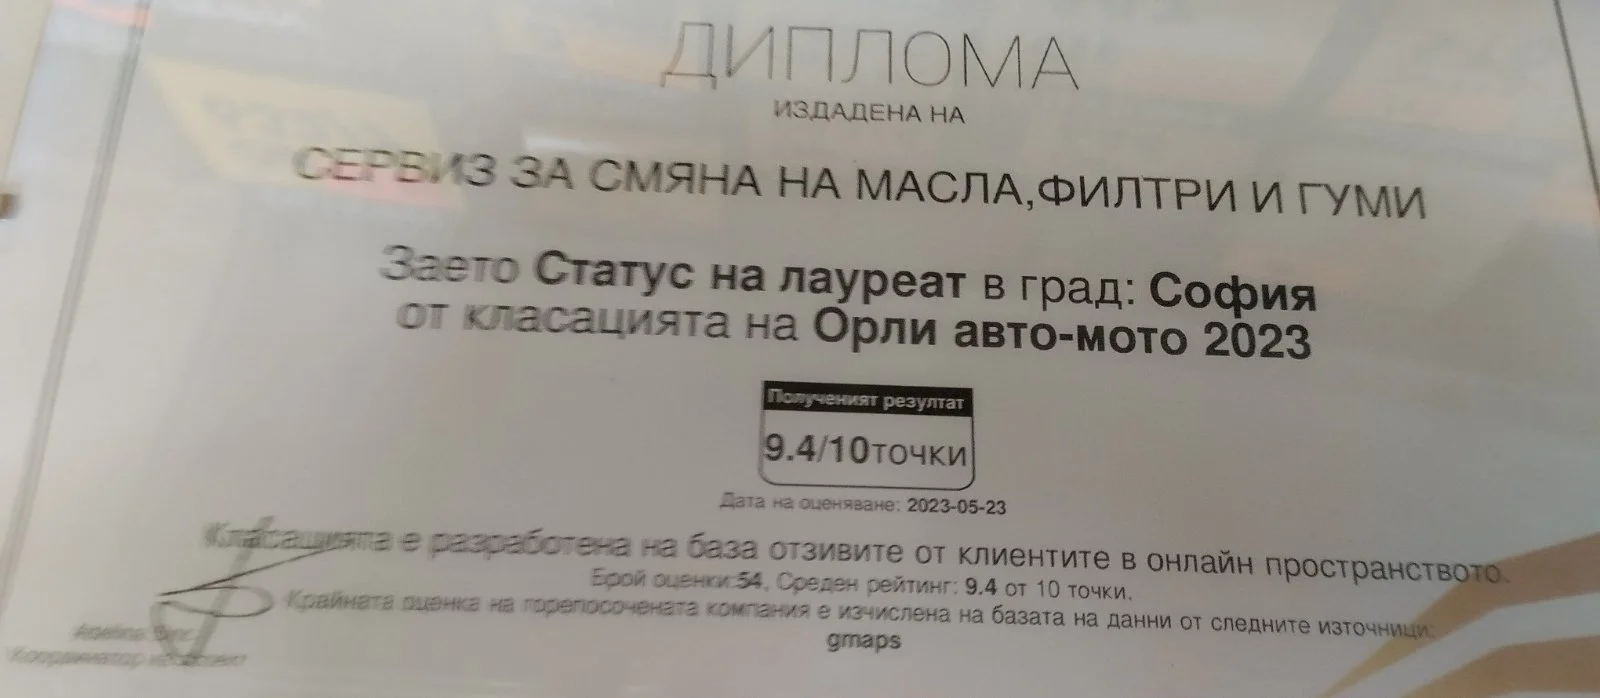 ДИПЛОМА
ИЗДАДЕНА НА
СЕРВИЗ ЗА СМЯНА НА МАСЛА,ФИЛТРИ И ГУМИ
Заето Статус на лауреат в град: София
от класацията на Орли авто-мото 2023
Полученият резултат
9.4/10точки
Дата на оценяване: 2023-05-23
Класацията е разработена на база отзивите от клиентите в онлайн пространството.
Брой оценки:54, Среден рейтинг: 9.4 от 10 точки.
Крайната оценка на горепосочената компания е изчислена на базата на данни от следните източници:
gmaps
Координатор